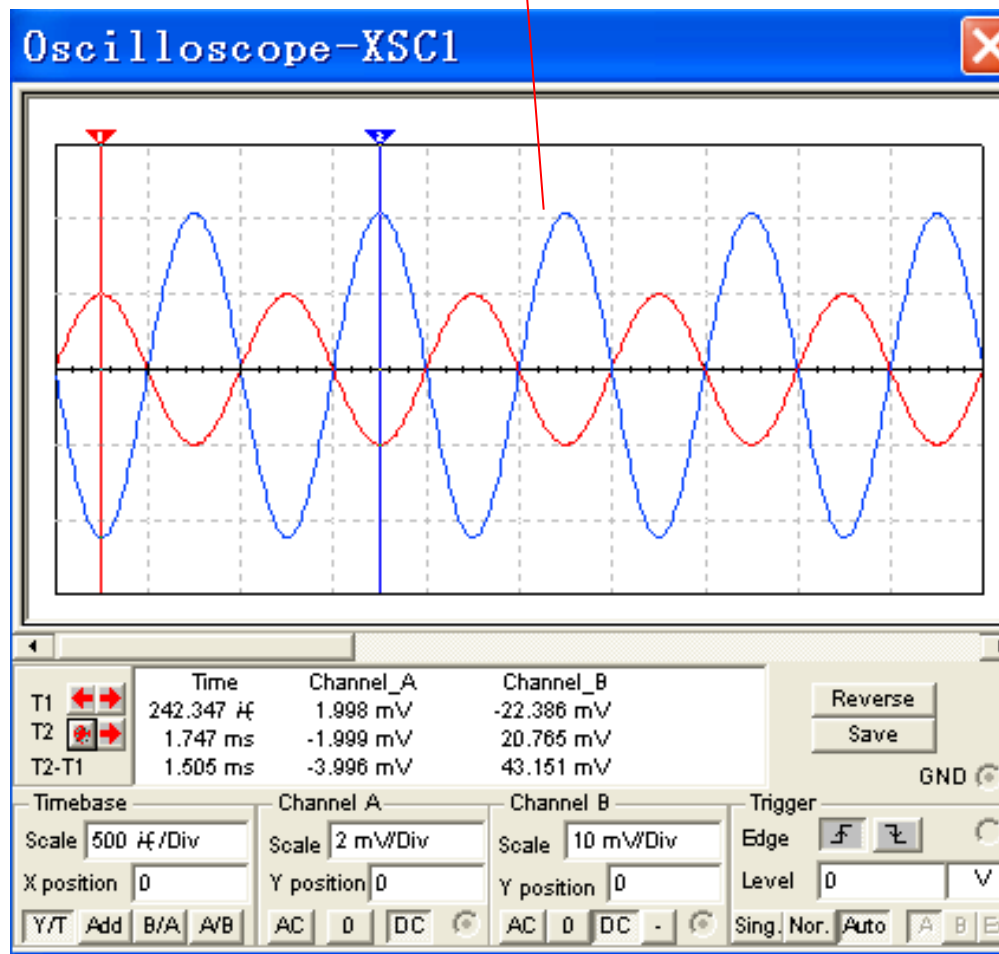 Oscilloscope-XSC1
1 2
Time Channel_A Channel_B
T1 242.347 1.998 mV -22.386 mV
T2 1.747 ms -1.999 mV 20.765 mV
T2-T1 1.505 ms -3.996 mV 43.151 mV
Reverse
Save
GND
Timebase Channel A Channel B Trigger
Scale 500 /Div Scale 2 mV/Div Scale 10 mV/Div Edge
X position 0 Y position 0 Y position 0 Level 0 V
Y/T Add B/A A/B AC 0 DC AC 0 DC - Sing. Nor. Auto A B